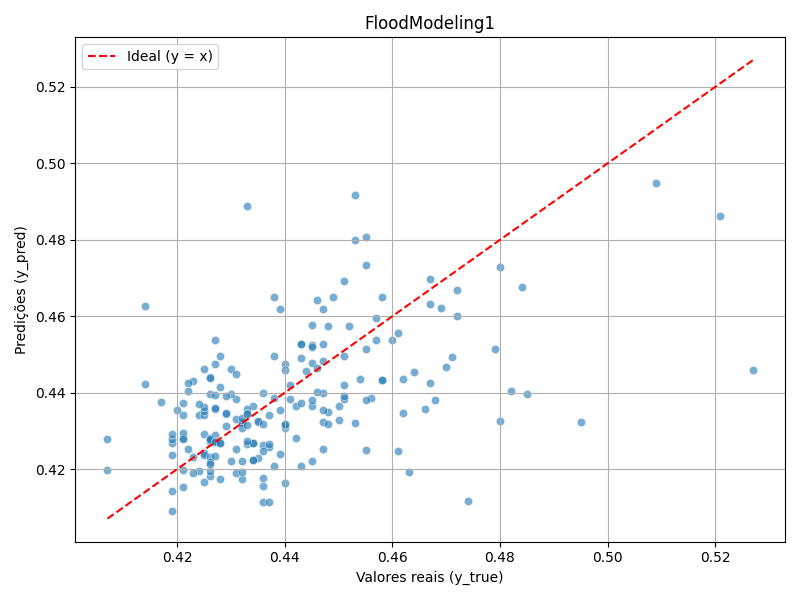 FloodModeling1
Ideal (y = x)
Predições (y_pred)
0.52
0.50
0.48
0.46
0.44
0.42
0.42 0.44 0.46 0.48 0.50 0.52
Valores reais (y_true)